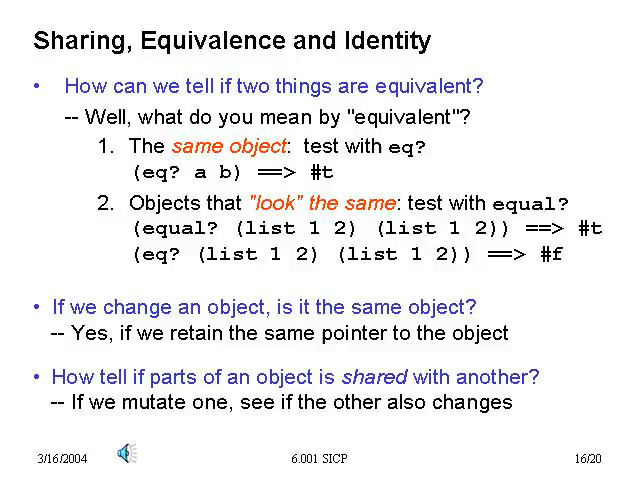 Sharing, Equivalence and Identity
• How can we tell if two things are equivalent?
-- Well, what do you mean by "equivalent"?
1. The same object: test with eq?
(eq? a b) ==> #t
2. Objects that "look" the same: test with equal?
(equal? (list 1 2) (list 1 2)) ==> #t
(eq? (list 1 2) (list 1 2)) ==> #f
• If we change an object, is it the same object?
-- Yes, if we retain the same pointer to the object
• How tell if parts of an object is shared with another?
-- If we mutate one, see if the other also changes
3/16/2004 6.001 SICP 16/20